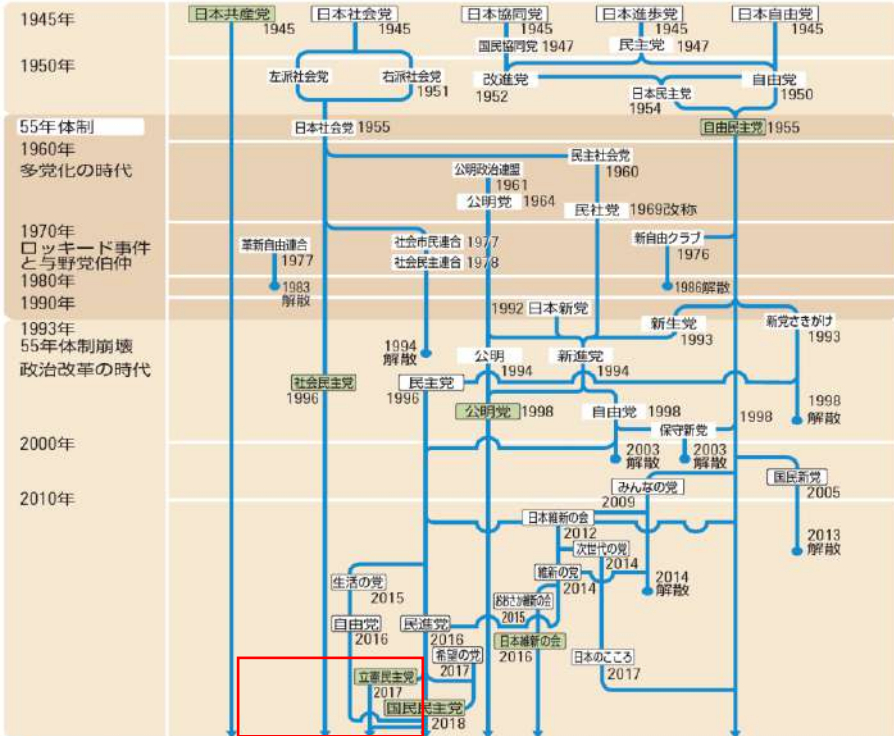 1945年
日本共産党
日本社会党
日本協同党
日本進歩党
日本自由党
1945
1945
1945
1945
1945
国民協同党 1947
民主党 1947
1950年
左派社会党
右派社会党
1951
改進党
1952
日本民主党
1954
自由党
1950
55年体制
日本社会党 1955
自由民主党 1955
1960年
多党化の時代
公明政治連盟
1961
民主社会党
1960
公明党 1964
民社党 1969改称
1970年
ロッキード事件
と与野党伯仲
革新自由連合
1977
社会市民連合 1977
社会民主連合 1978
新自由クラブ
1976
1980年
1983
解散
1986解散
1990年
1992 日本新党
新生党
1993
新党さきがけ
1993
1993年
55年体制崩壊
政治改革の時代
1994
解散
公明
1994
新進党
1994
社会民主党
1996
民主党
1996
公明党 1998
自由党 1998
保守新党
1998
1998
解散
2000年
2003
解散
2003
解散
みんなの党
2009
国民新党
2005
2010年
日本維新の会
2012
次世代の党
2014
2013
解散
維新の党
2014
2014
解散
生活の党
2015
おおさか維新の会
2015
自由党
2016
民進党
2016
日本維新の会
2016
希望の党
2017
日本のこころ
2017
立憲民主党
2017
国民民主党
2018